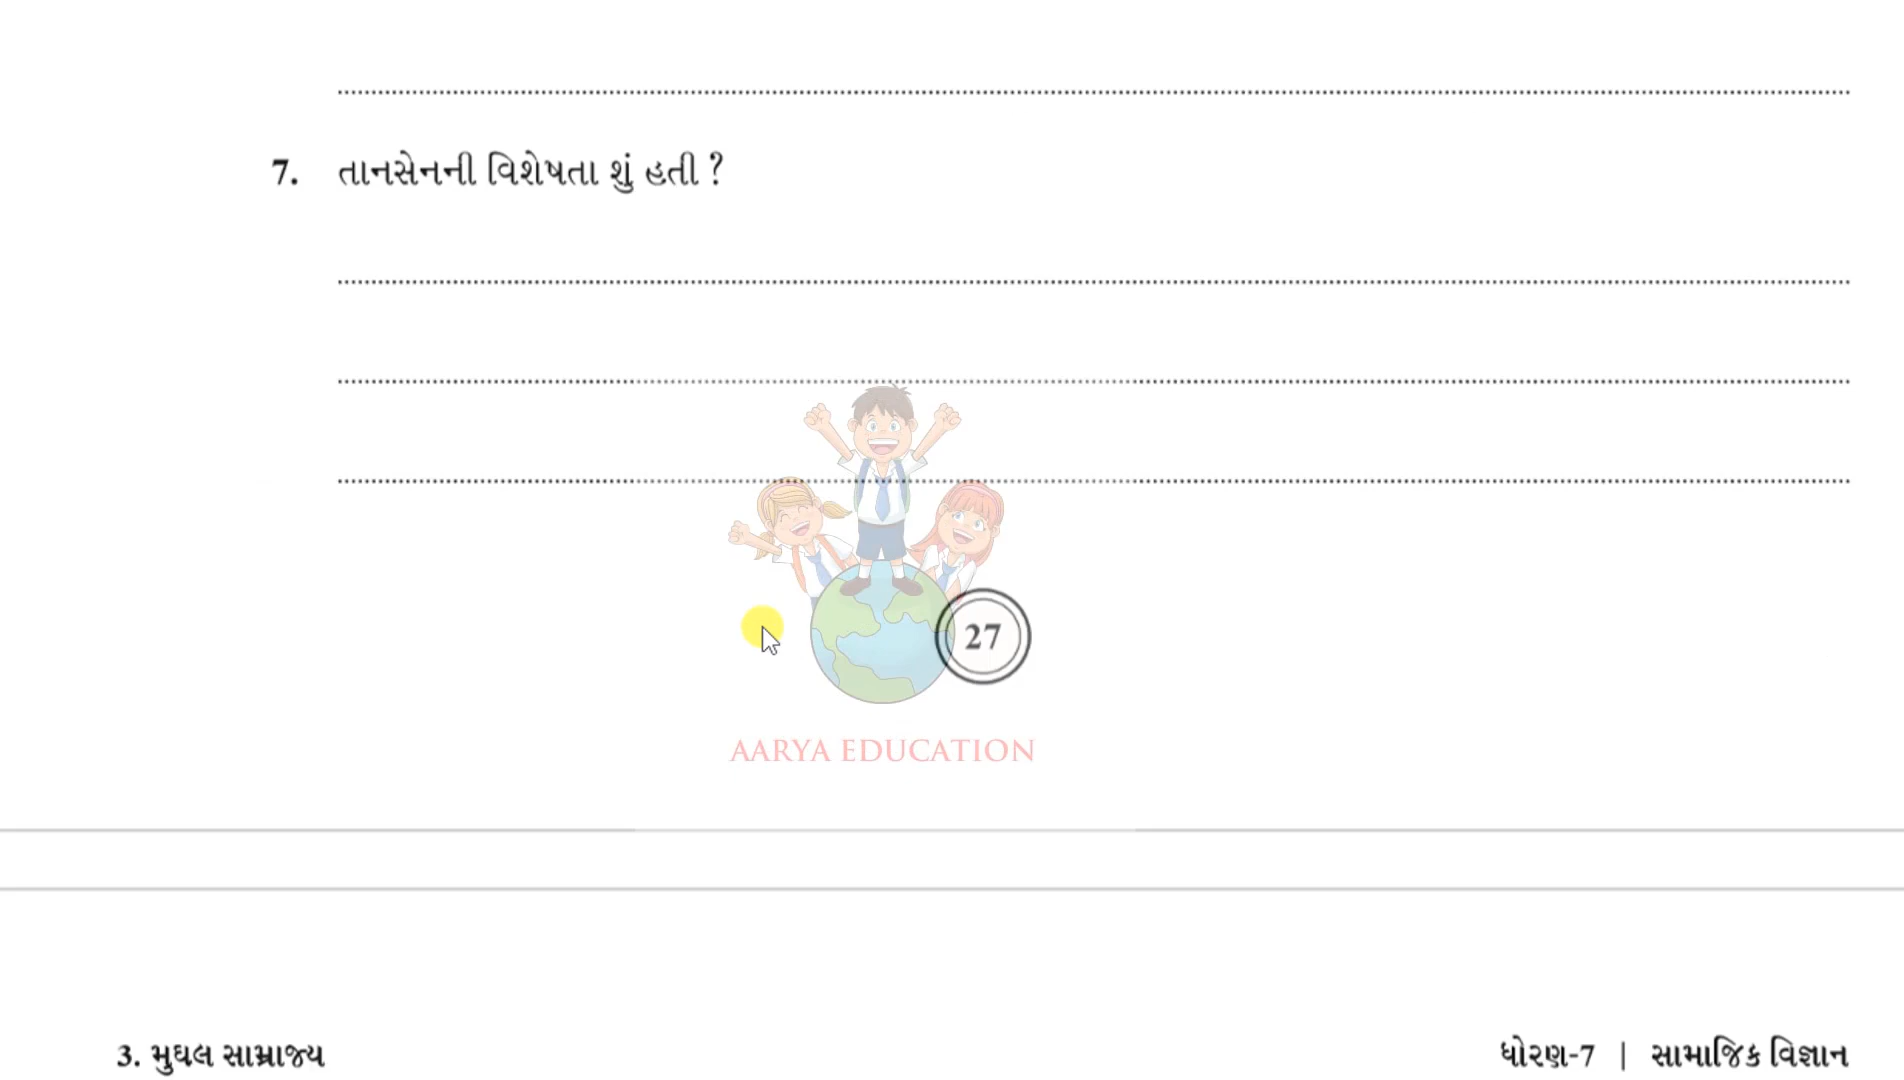 7. તાનસેનની વિશેષતા શું હતી ?
27
AARYA EDUCATION
3. મુઘલ સામ્રાજ્ય
ધોરણ-7 | સામાજિક વિજ્ઞાન